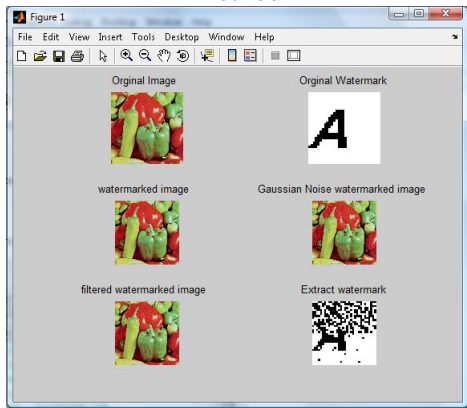 Figure 1
File Edit View Insert Tools Desktop Window Help
Orginal Image
Orginal Watermark
A
watermarked image
Gaussian Noise watermarked image
filtered watermarked image
Extract watermark
A